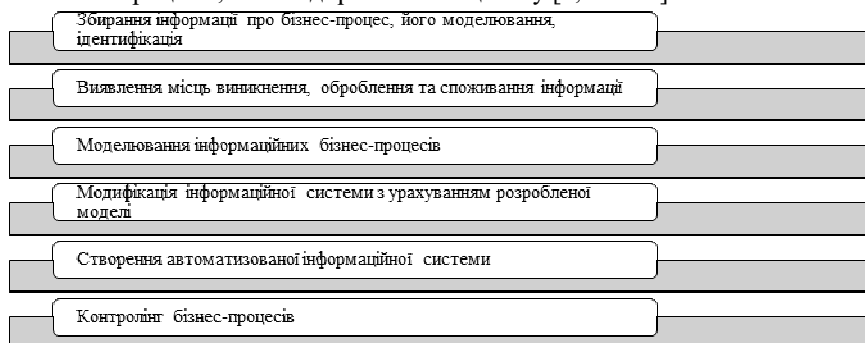 Збирання інформації про бізнес-процес, його моделювання,
ідентифікація
Виявлення місць виникнення, оброблення та споживання інформації
Моделювання інформаційних бізнес-процесів
Модифікація інформаційної системи з урахуванням розробленої
моделі
Створення автоматизованої інформаційної системи
Контролінг бізнес-процесів